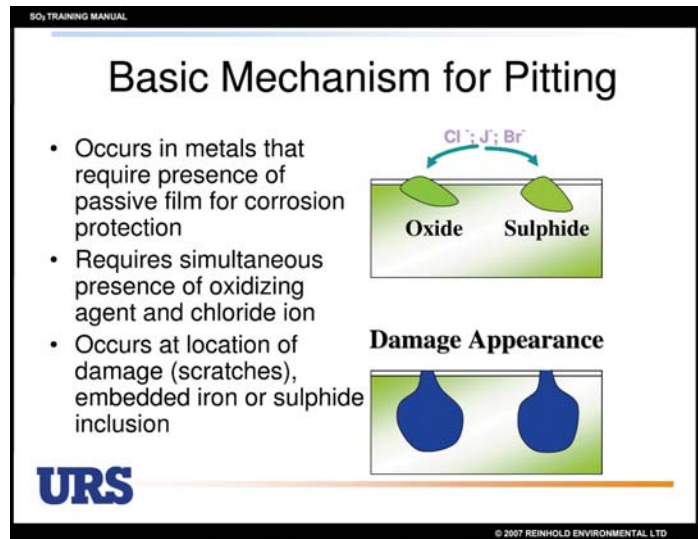 SO₂ TRAINING MANUAL
Basic Mechanism for Pitting
• Occurs in metals that
require presence of
passive film for corrosion
protection
• Requires simultaneous
presence of oxidizing
agent and chloride ion
• Occurs at location of
damage (scratches),
embedded iron or sulphide
inclusion
Cl⁻; J⁻; Br⁻
Oxide Sulphide
Damage Appearance
URS
© 2007 REINHOLD ENVIRONMENTAL LTD